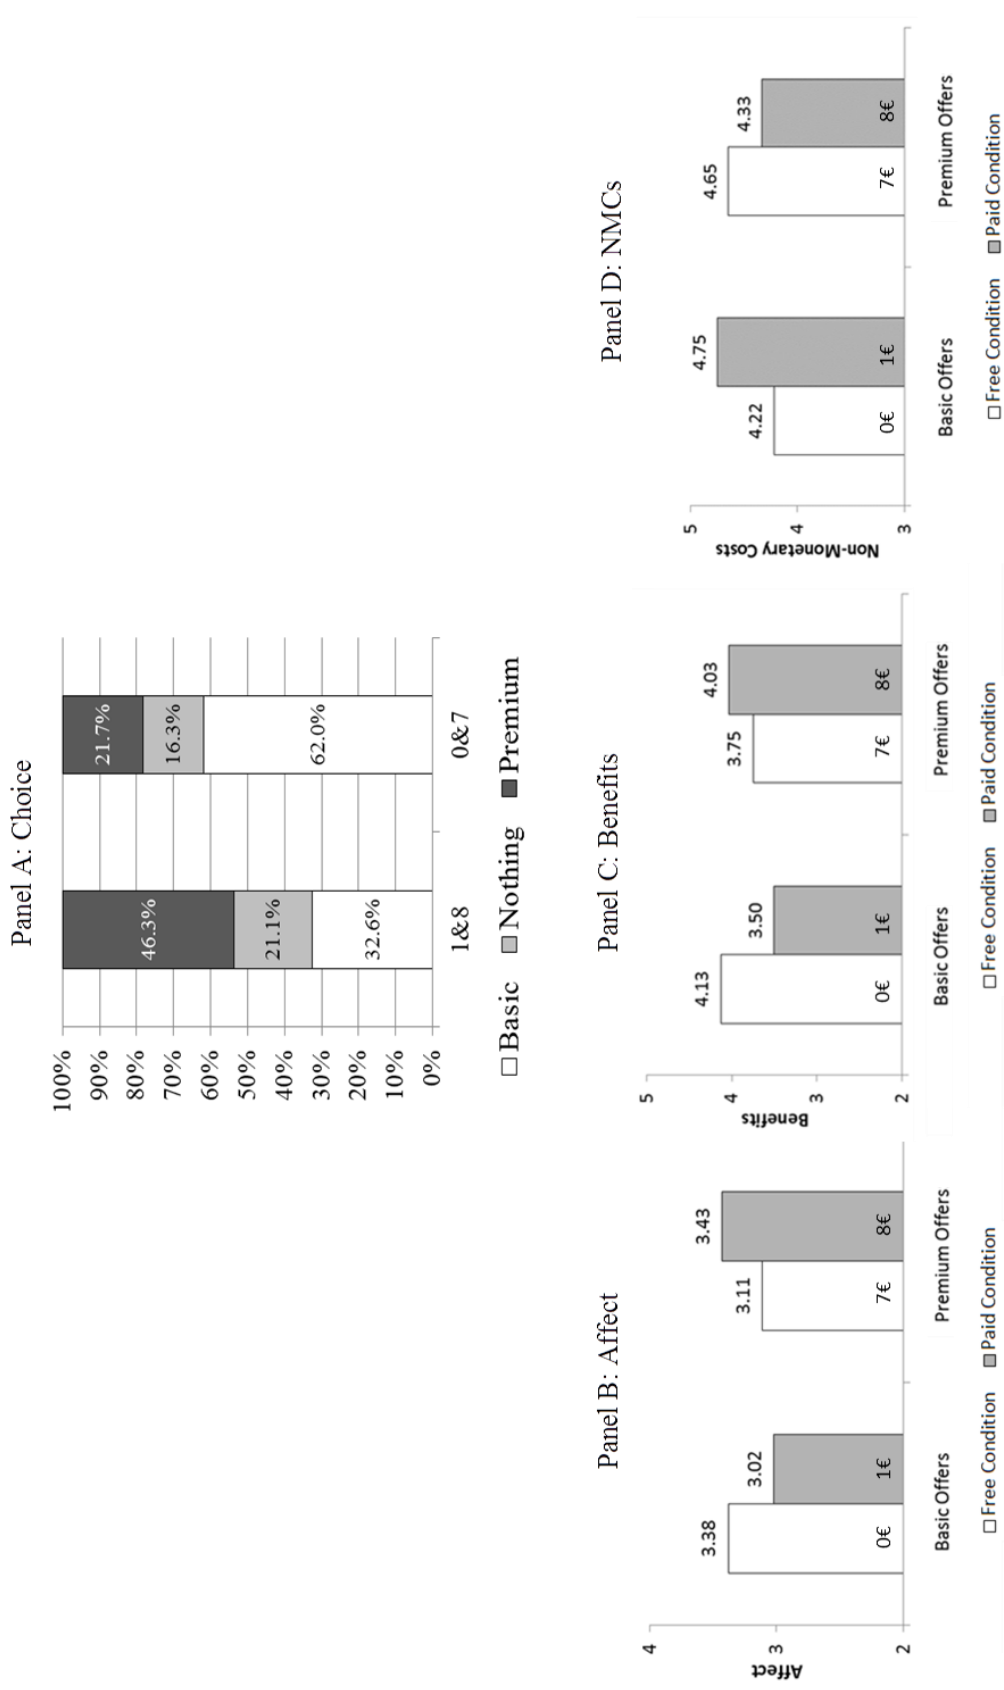 Panel A: Choice
100%
90%
80%
70%
60%
50%
40%
30%
20%
10%
0%
46.3%
21.1%
32.6%
21.7%
16.3%
62.0%
1&8
0&7
Basic Nothing Premium
Panel B: Affect
Affect
4
3
2
3.38
3.02
3.11
3.43
0€ 1€ 7€ 8€
Basic Offers Premium Offers
Free Condition Paid Condition
Panel C: Benefits
Benefits
5
4
3
2
4.13
3.50
3.75
4.03
0€ 1€ 7€ 8€
Basic Offers Premium Offers
Free Condition Paid Condition
Panel D: NMCs
Non-Monetary Costs
5
4
3
4.22
4.75
4.65
4.33
0€ 1€ 7€ 8€
Basic Offers Premium Offers
Free Condition Paid Condition